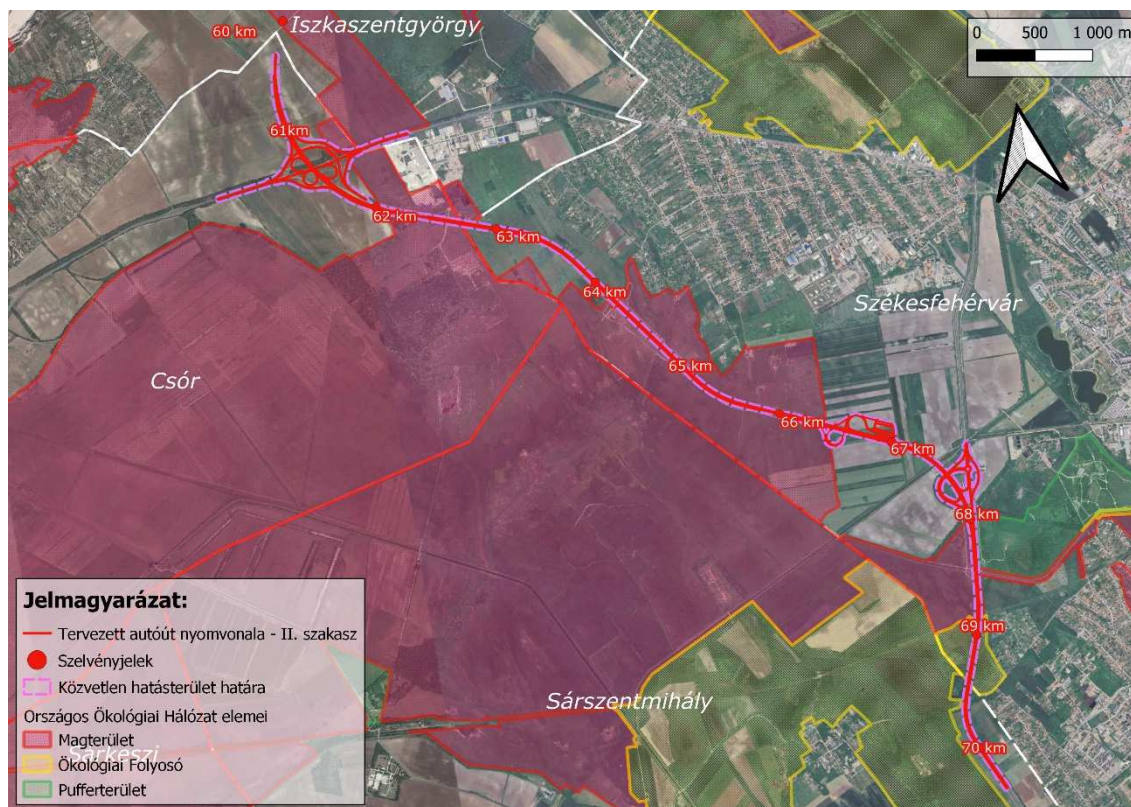 60 km
Iszkaszentgyörgy
0 500 1 000 m
61km
62 km
63 km
64 km
Székesfehérvár
65 km
Csór
66 km
67 km
68 km
69 km
Sárszentmihály
70 km
Sárkeszi
Jelmagyarázat:
Tervezett autóút nyomvonala - II. szakasz
Szelvényjelek
Közvetlen hatásterület határa
Országos Ökológiai Hálózat elemei
Magterület
Ökológiai Folyosó
Pufferterület